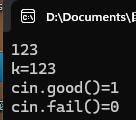 D:\Documents\
123
k=123
cin.good()=1
cin.fail()=0